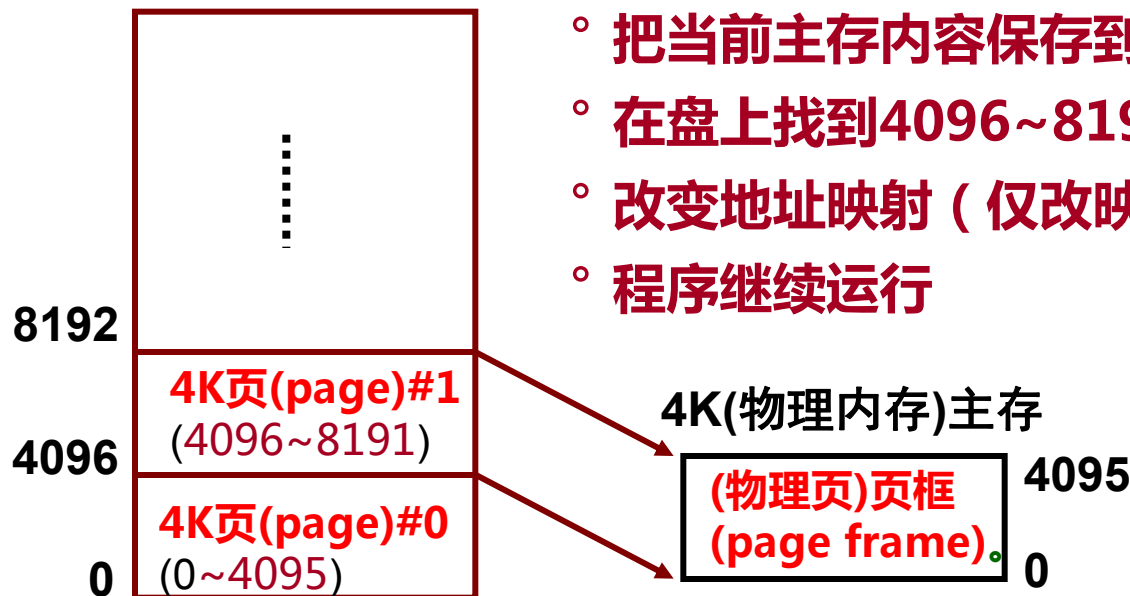 ° 把当前主存内容保存到
° 在盘上找到4096~819
° 改变地址映射（仅改映
° 程序继续运行
8192
4K页(page)#1
(4096~8191)
4096
4K页(page)#0
(0~4095)
0
4K(物理内存)主存
(物理页)页框
(page frame)。
4095
0